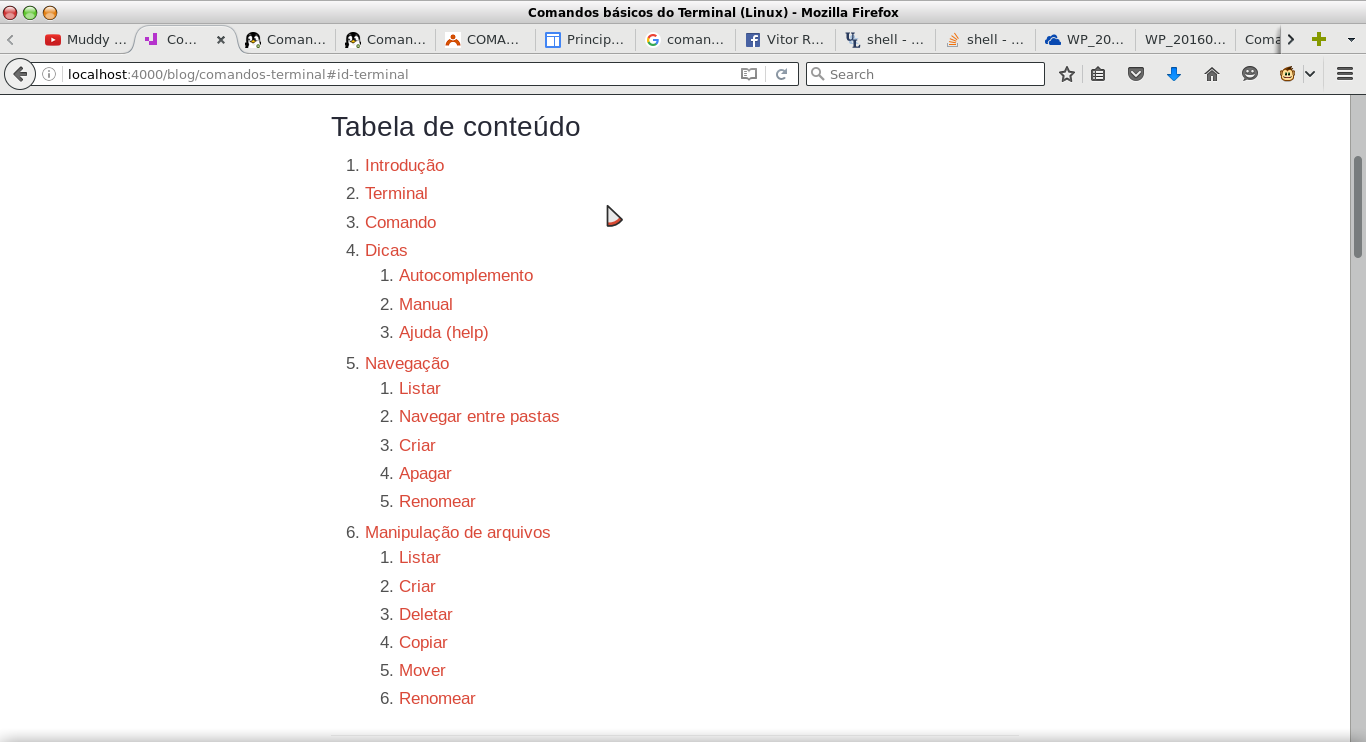 Comandos básicos do Terminal (Linux) - Mozilla Firefox
Muddy ...
Co...
Coman...
Coman...
COMA...
Princip...
coman...
Vitor R...
shell - ...
shell - ...
WP_20...
WP_20160...
Coma
localhost:4000/blog/comandos-terminal#id-terminal
Search
Tabela de conteúdo
1. Introdução
2. Terminal
3. Comando
4. Dicas
1. Autocomplemento
2. Manual
3. Ajuda (help)
5. Navegação
1. Listar
2. Navegar entre pastas
3. Criar
4. Apagar
5. Renomear
6. Manipulação de arquivos
1. Listar
2. Criar
3. Deletar
4. Copiar
5. Mover
6. Renomear